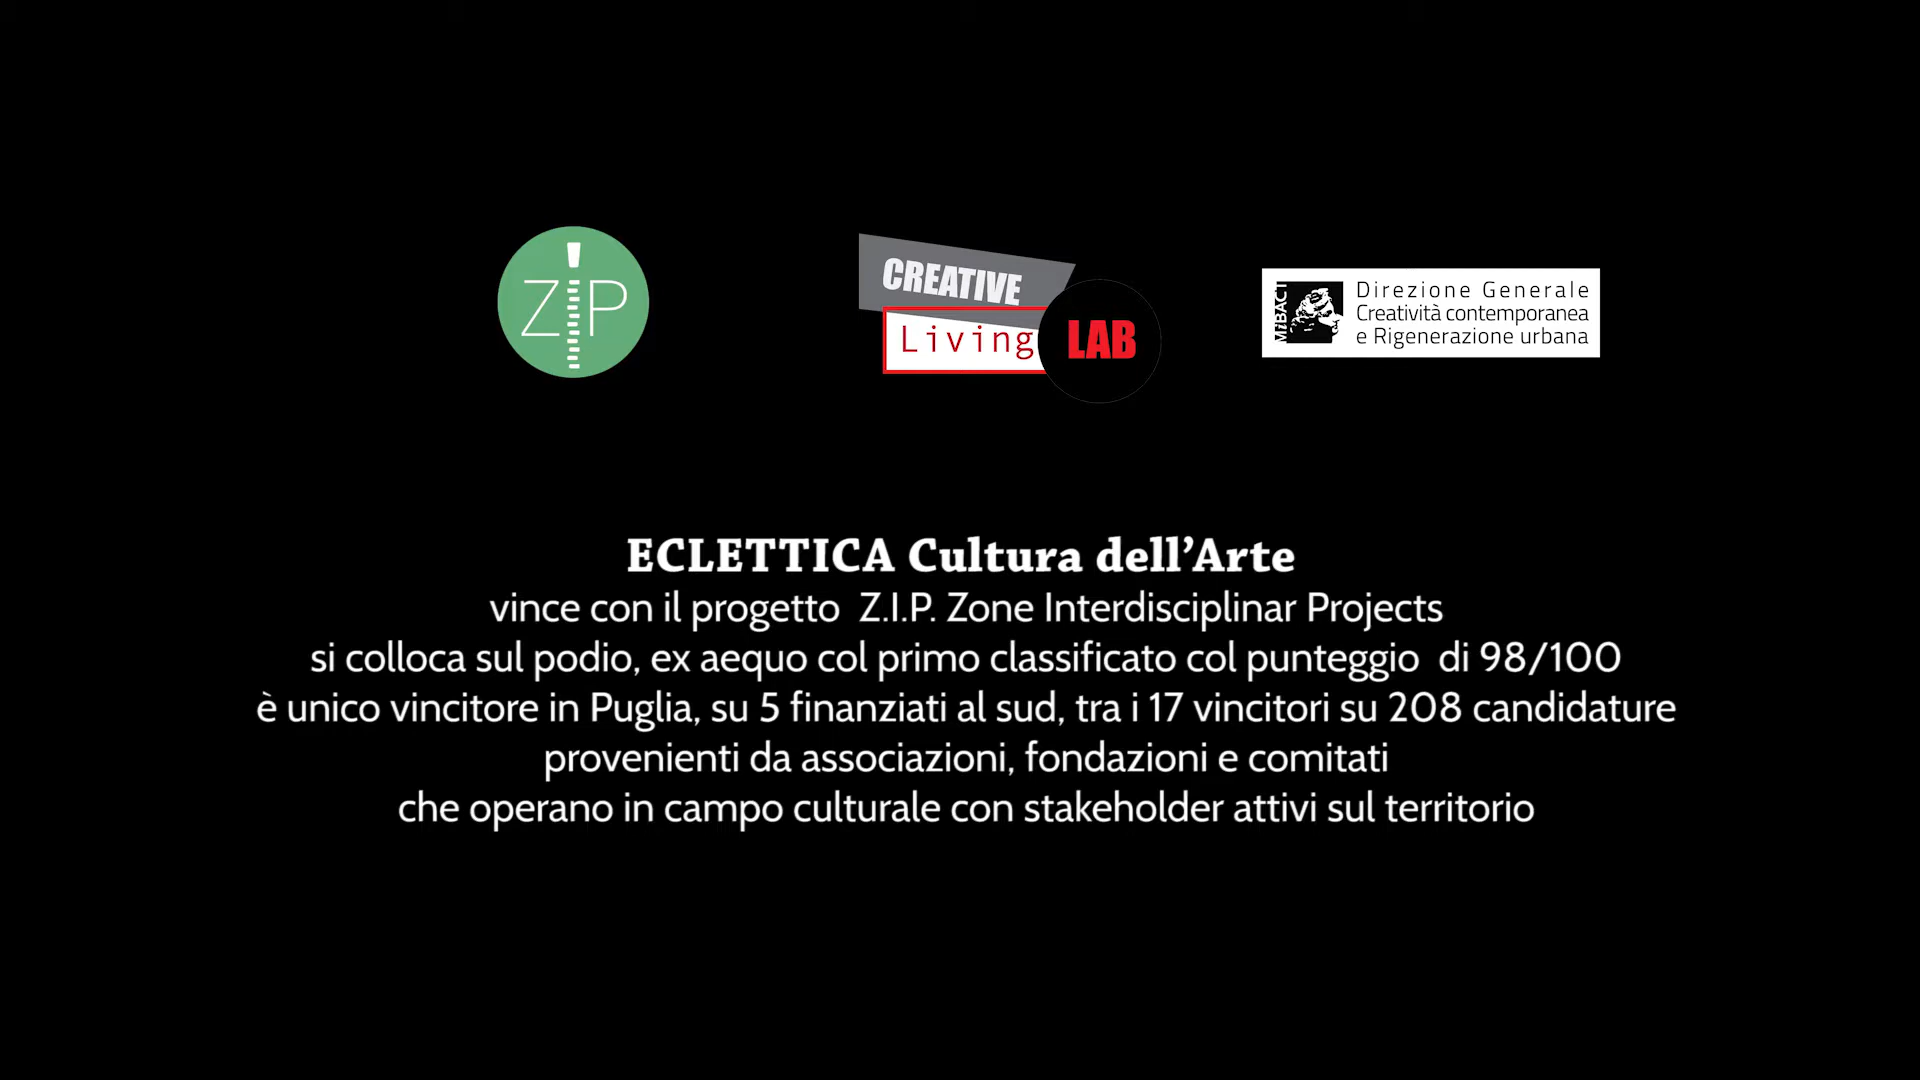 ZIP
CREATIVE
Living
LAB
MiBACT
Direzione Generale
Creatività contemporanea
e Rigenerazione urbana
ECLETTICA Cultura dell’Arte
vince con il progetto  Z.I.P. Zone Interdisciplinar Projects
si colloca sul podio, ex aequo col primo classificato col punteggio  di 98/100
è unico vincitore in Puglia, su 5 finanziati al sud, tra i 17 vincitori su 208 candidature
provenienti da associazioni, fondazioni e comitati
che operano in campo culturale con stakeholder attivi sul territorio